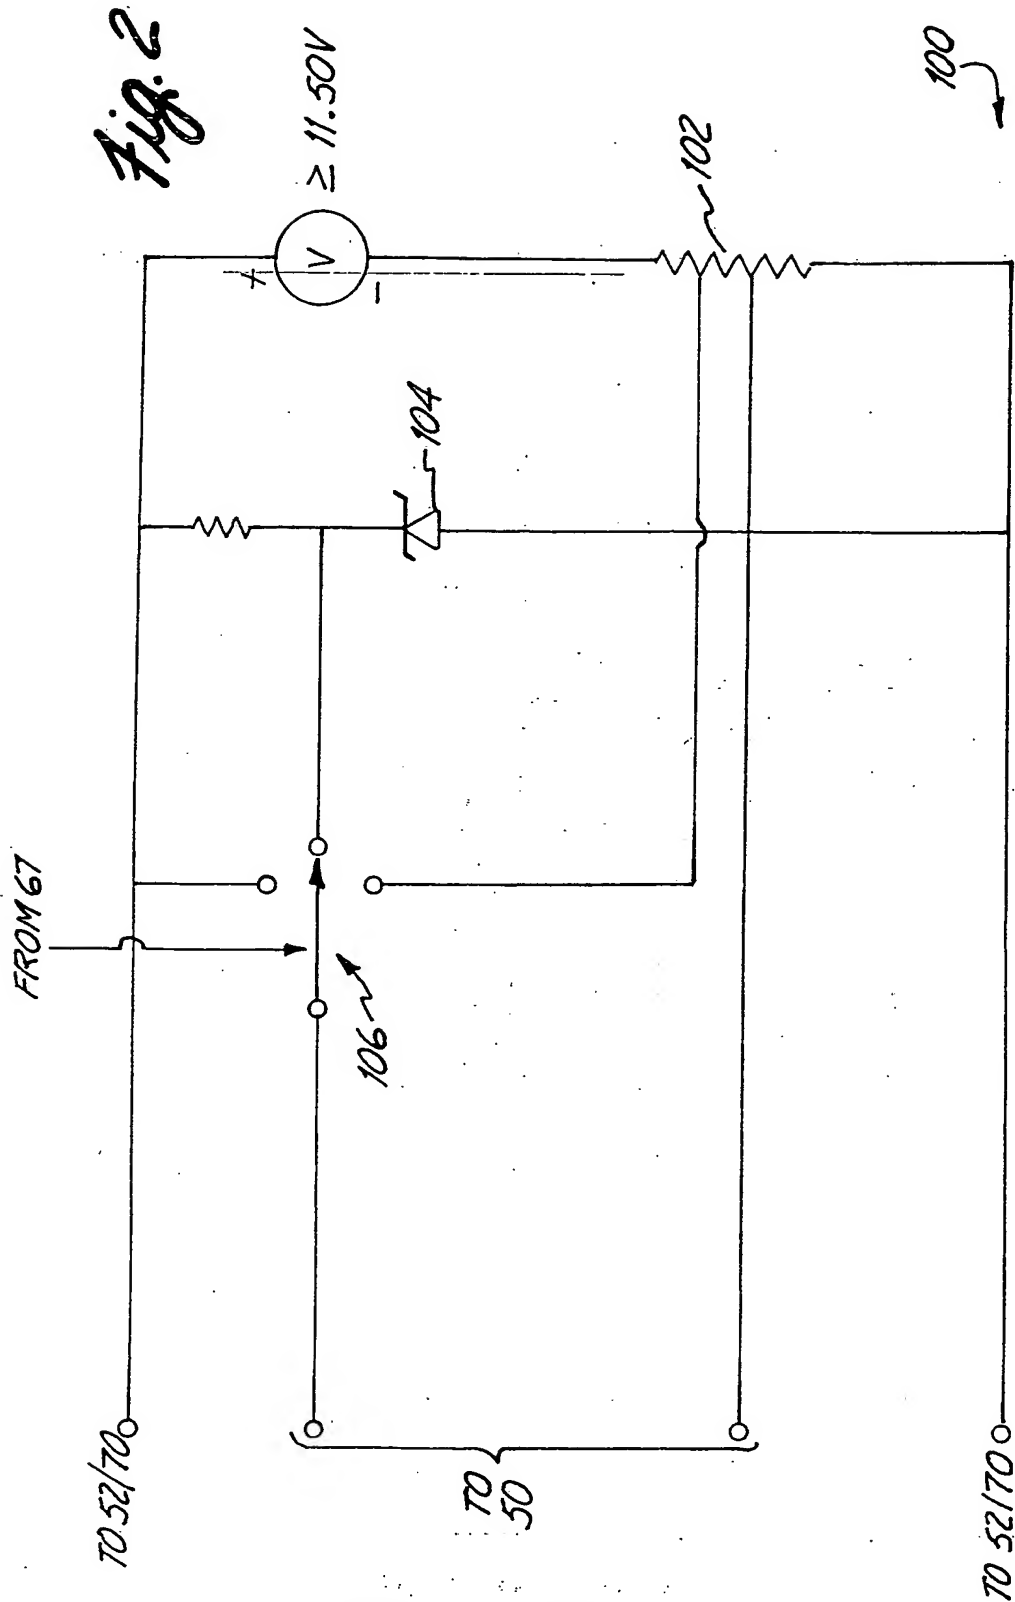 Fig. 2
FROM 67
≥ 11.50V
+
V
-
104
102
106
100
TO 52/70
TO
50
TO 52/70